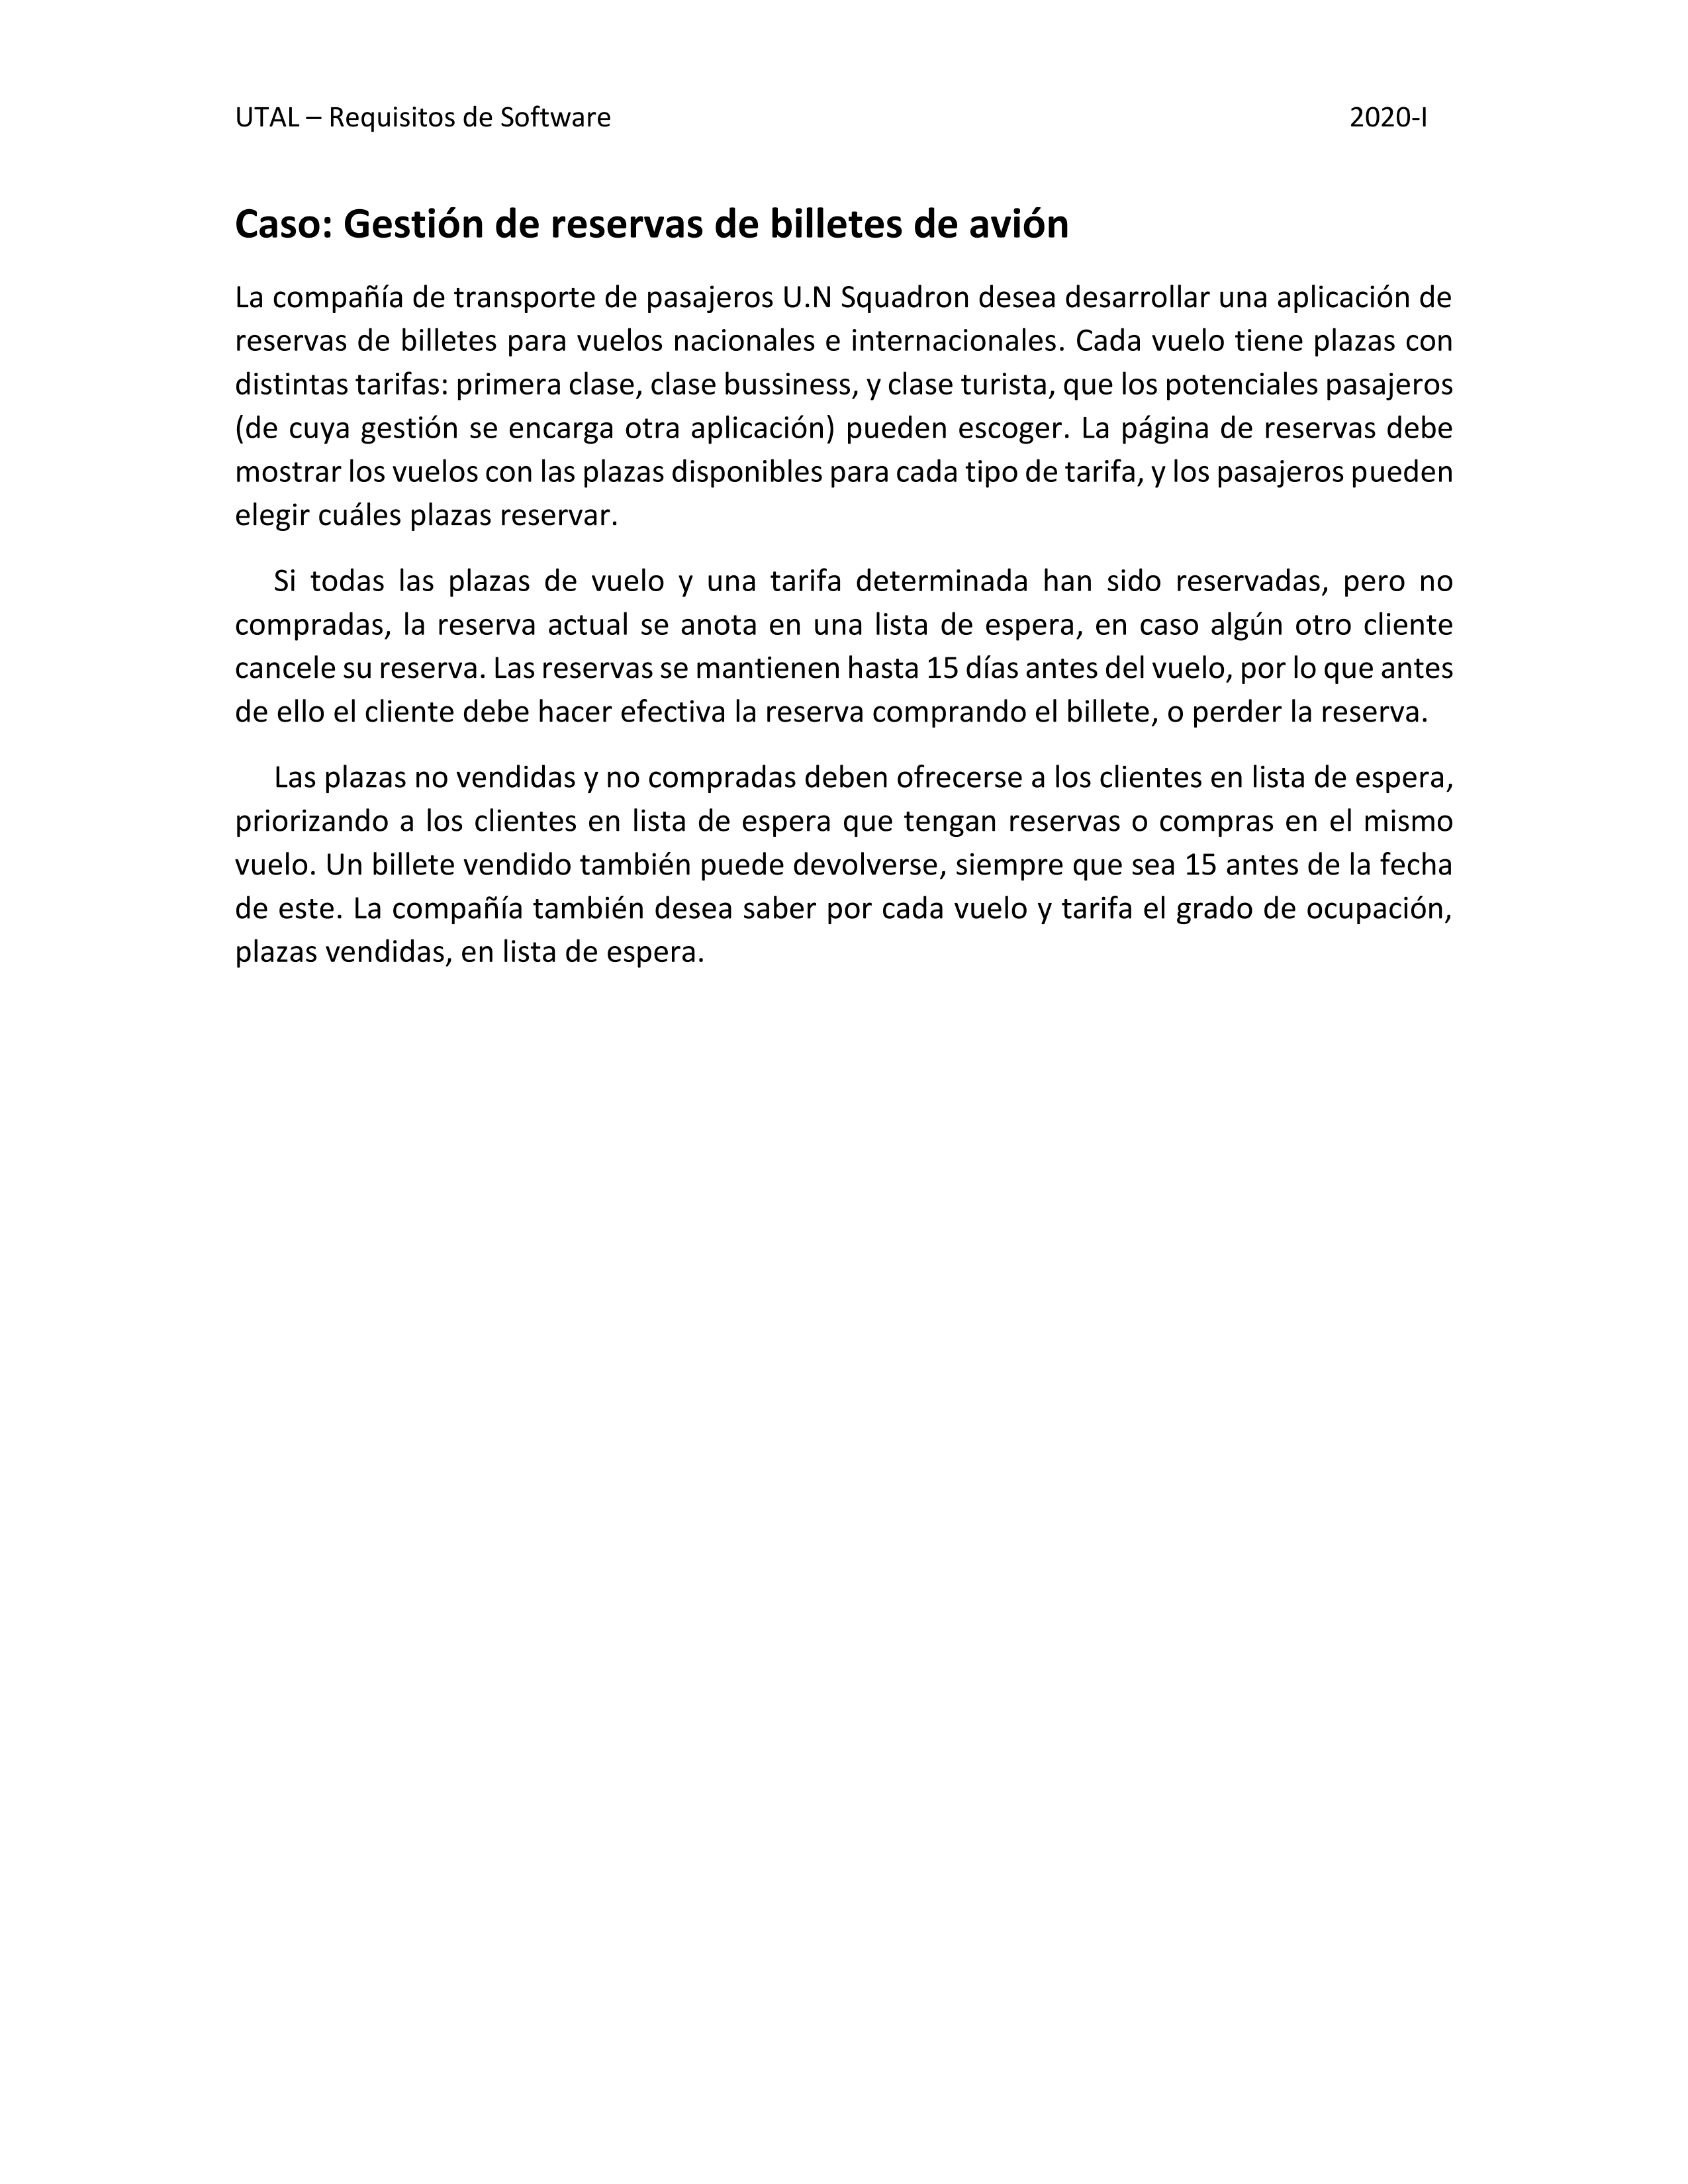 UTAL – Requisitos de Software 2020-I
Caso: Gestión de reservas de billetes de avión
La compañía de transporte de pasajeros U.N Squadron desea desarrollar una aplicación de
reservas de billetes para vuelos nacionales e internacionales. Cada vuelo tiene plazas con
distintas tarifas: primera clase, clase bussiness, y clase turista, que los potenciales pasajeros
(de cuya gestión se encarga otra aplicación) pueden escoger. La página de reservas debe
mostrar los vuelos con las plazas disponibles para cada tipo de tarifa, y los pasajeros pueden
elegir cuáles plazas reservar.
Si todas las plazas de vuelo y una tarifa determinada han sido reservadas, pero no
compradas, la reserva actual se anota en una lista de espera, en caso algún otro cliente
cancele su reserva. Las reservas se mantienen hasta 15 días antes del vuelo, por lo que antes
de ello el cliente debe hacer efectiva la reserva comprando el billete, o perder la reserva.
Las plazas no vendidas y no compradas deben ofrecerse a los clientes en lista de espera,
priorizando a los clientes en lista de espera que tengan reservas o compras en el mismo
vuelo. Un billete vendido también puede devolverse, siempre que sea 15 antes de la fecha
de este. La compañía también desea saber por cada vuelo y tarifa el grado de ocupación,
plazas vendidas, en lista de espera.